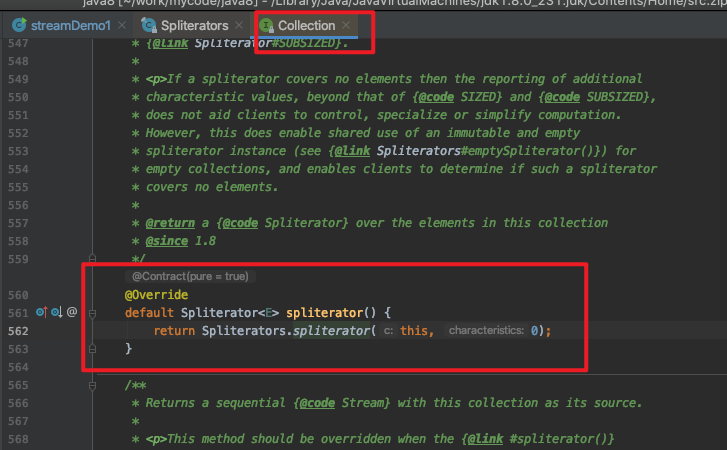 java8 [~/work/mycode/java8] - /Library/Java/JavaVirtualMachines/jdk1.8.0_231.jdk/Contents/Home/src.zip
streamDemo1 × Spliterators × Collection ×
547 * {@link Spliterator#SUBSIZED}.
548 *
549 * <p>If a spliterator covers no elements then the reporting of additional
550 * characteristic values, beyond that of {@code SIZED} and {@code SUBSIZED},
551 * does not aid clients to control, specialize or simplify computation.
552 * However, this does enable shared use of an immutable and empty
553 * spliterator instance (see {@link Spliterators#emptySpliterator()}) for
554 * empty collections, and enables clients to determine if such a spliterator
555 * covers no elements.
556 *
557 * @return a {@code Spliterator} over the elements in this collection
558 * @since 1.8
559 */
@Contract(pure = true)
560 @Override
561 @ default Spliterator<E> spliterator() {
562 return Spliterators.spliterator( c: this, characteristics: 0);
563 }
564
565 /**
566 * Returns a sequential {@code Stream} with this collection as its source.
567 *
568 * <p>This method should be overridden when the {@link #spliterator()}